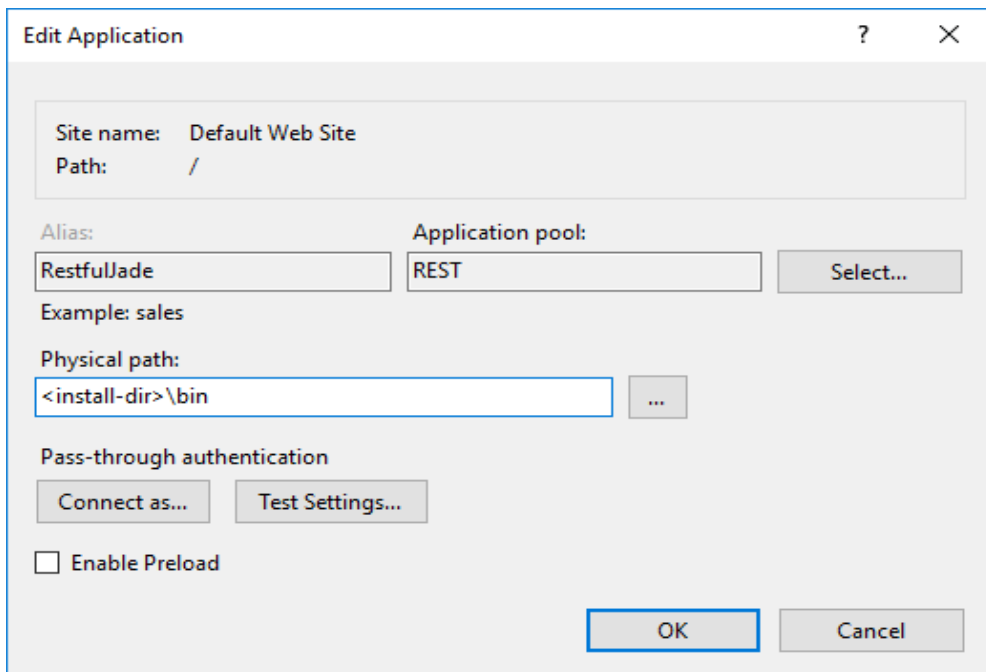 Edit Application ?
Site name: Default Web Site
Path: /
Alias: Application pool:
RestfulJade REST Select...
Example: sales
Physical path:
<install-dir>\bin ...
Pass-through authentication
Connect as... Test Settings...
Enable Preload
OK Cancel